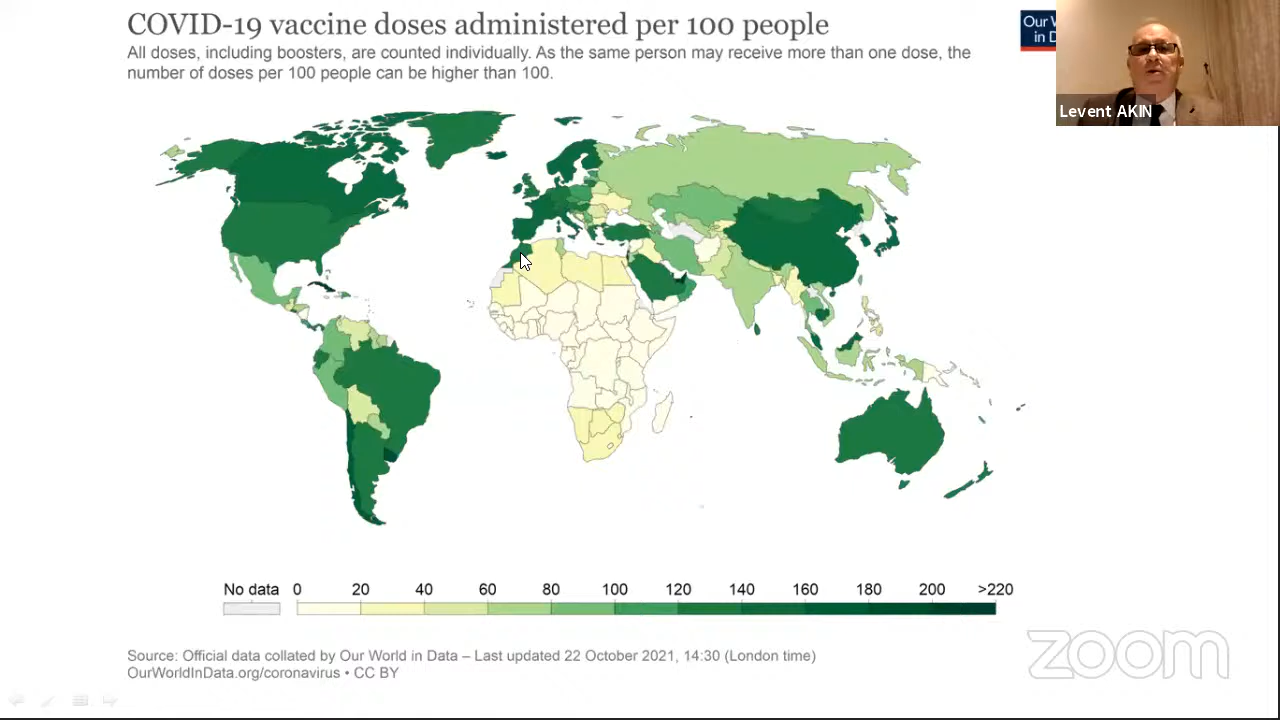 COVID-19 vaccine doses administered per 100 people
All doses, including boosters, are counted individually. As the same person may receive more than one dose, the
number of doses per 100 people can be higher than 100.
Our W
in D
Levent AKIN
No data 0 20 40 60 80 100 120 140 160 180 200 >220
Source: Official data collated by Our World in Data – Last updated 22 October 2021, 14:30 (London time)
OurWorldInData.org/coronavirus • CC BY
zoom